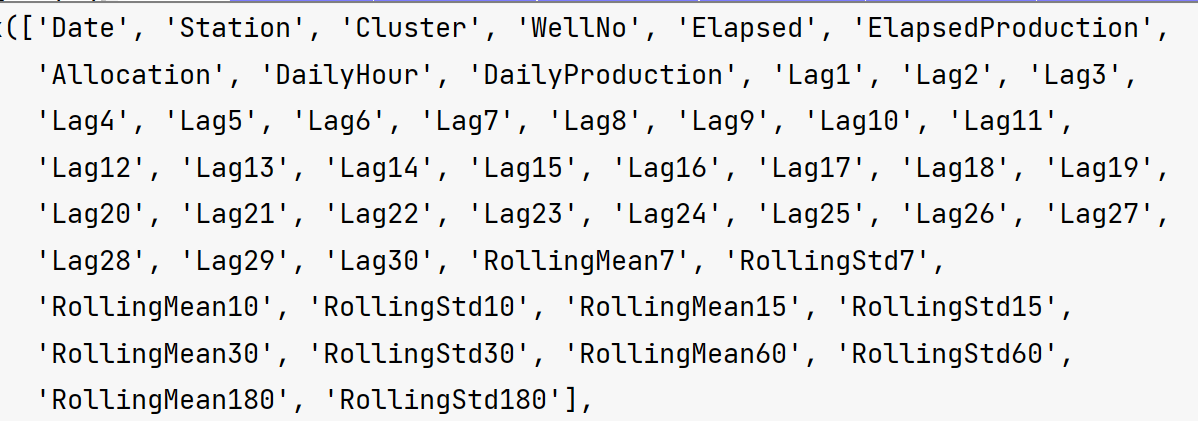 (['Date', 'Station', 'Cluster', 'WellNo', 'Elapsed', 'ElapsedProduction',
'Allocation', 'DailyHour', 'DailyProduction', 'Lag1', 'Lag2', 'Lag3',
'Lag4', 'Lag5', 'Lag6', 'Lag7', 'Lag8', 'Lag9', 'Lag10', 'Lag11',
'Lag12', 'Lag13', 'Lag14', 'Lag15', 'Lag16', 'Lag17', 'Lag18', 'Lag19',
'Lag20', 'Lag21', 'Lag22', 'Lag23', 'Lag24', 'Lag25', 'Lag26', 'Lag27',
'Lag28', 'Lag29', 'Lag30', 'RollingMean7', 'RollingStd7',
'RollingMean10', 'RollingStd10', 'RollingMean15', 'RollingStd15',
'RollingMean30', 'RollingStd30', 'RollingMean60', 'RollingStd60',
'RollingMean180', 'RollingStd180'],